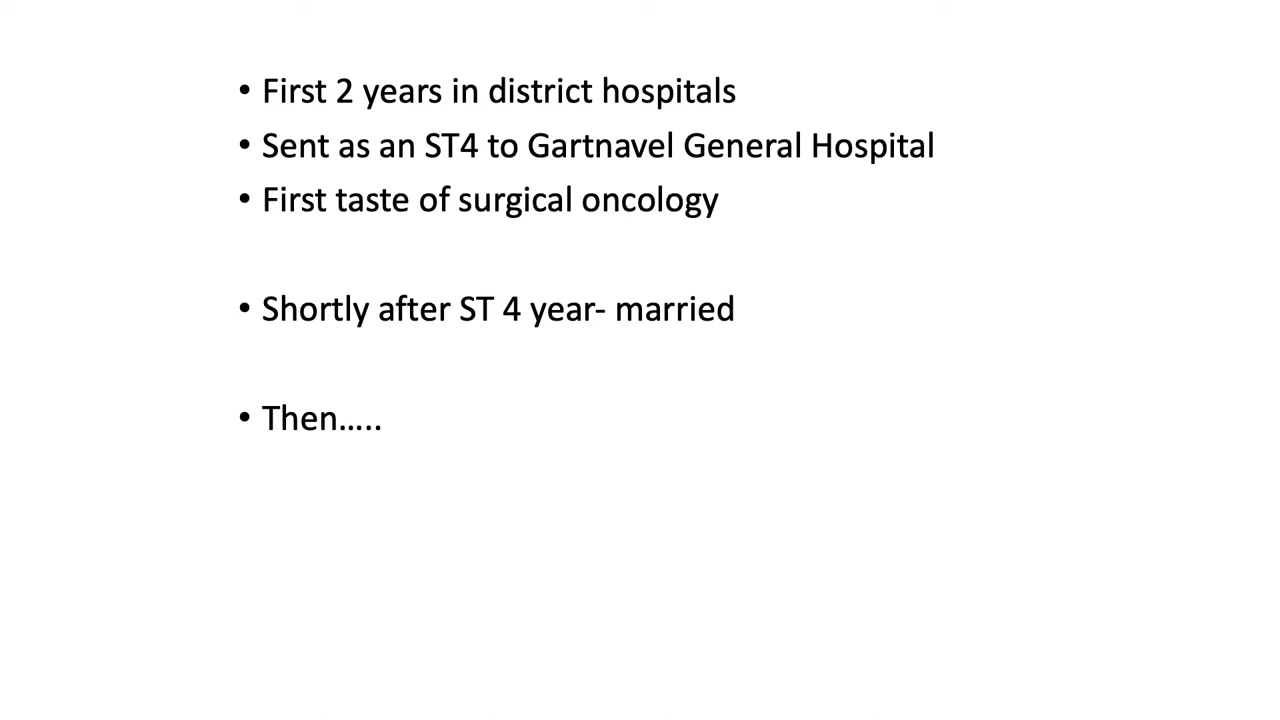 • First 2 years in district hospitals
• Sent as an ST4 to Gartnavel General Hospital
• First taste of surgical oncology
• Shortly after ST 4 year- married
• Then…..